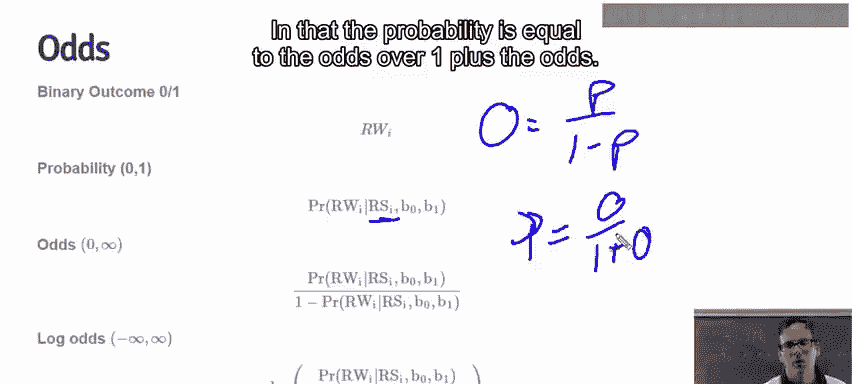 In that the probability is equal
to the odds over 1 plus the odds.
Odds
Binary Outcome 0/1
RWᵢ
O = p / 1 - p
Probability (0,1)
Pr(RWᵢ|RSᵢ, b₀, b₁)
p = O / 1 + O
Odds (0, ∞)
Pr(RWᵢ|RSᵢ, b₀, b₁)
1 − Pr(RWᵢ|RSᵢ, b₀, b₁)
Log odds (−∞, ∞)
Pr(RWᵢ|RSᵢ, b₀, b₁)